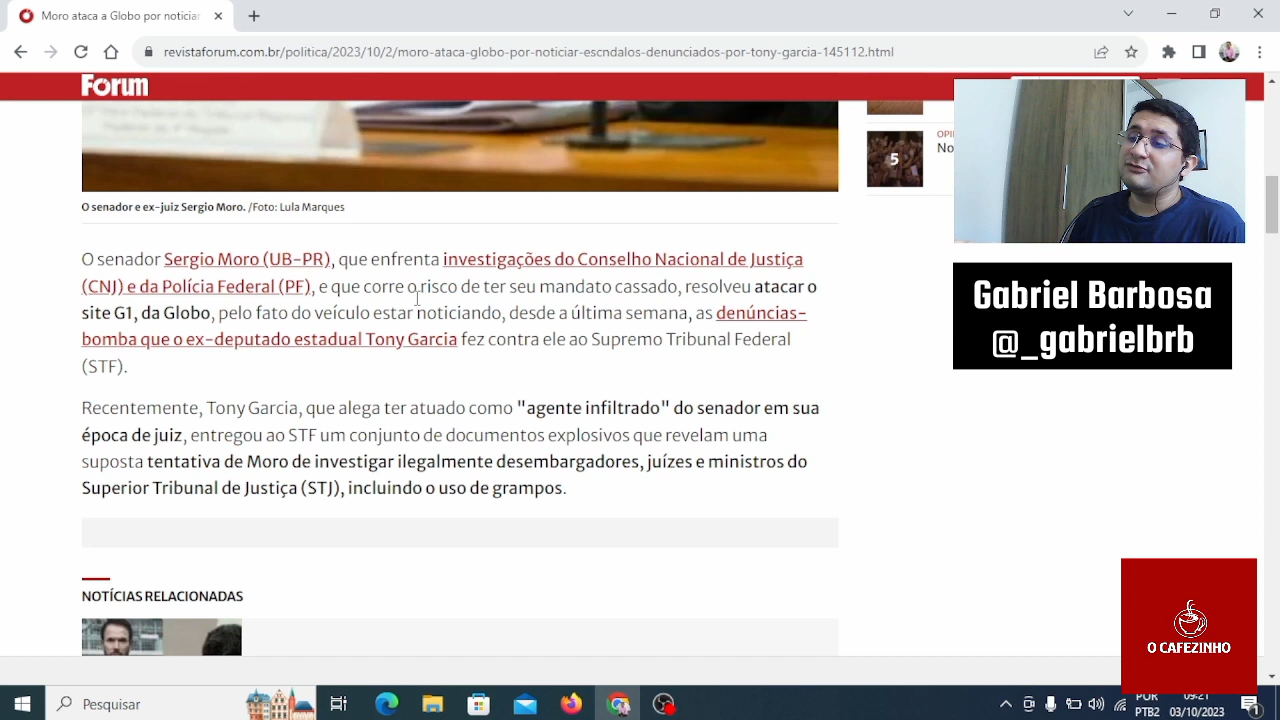 Moro ataca a Globo por noticiar
revistaforum.com.br/politica/2023/10/2/moro-ataca-globo-por-noticiar-escndalos-denunciados-por-tony-garcia-145112.html
Forum
OPI
5
No
O senador e ex-juiz Sergio Moro. /Foto: Lula Marques
O senador Sergio Moro (UB-PR), que enfrenta investigações do Conselho Nacional de Justiça
(CNJ) e da Polícia Federal (PF), e que corre o risco de ter seu mandato cassado, resolveu atacar o
site G1, da Globo, pelo fato do veículo estar noticiando, desde a última semana, as denúncias-
bomba que o ex-deputado estadual Tony Garcia fez contra ele ao Supremo Tribunal Federal
(STF).
Recentemente, Tony Garcia, que alega ter atuado como "agente infiltrado" do senador em sua
época de juiz, entregou ao STF um conjunto de documentos explosivos que revelam uma
suposta tentativa de Moro de investigar ilegalmente desembargadores, juízes e ministros do
Superior Tribunal de Justiça (STJ), incluindo o uso de grampos.
NOTÍCIAS RELACIONADAS
Gabriel Barbosa
@_gabrielbrb
O CAFEZINHO
Pesquisar
POR
PTB2
09:21
03/10/2023
1